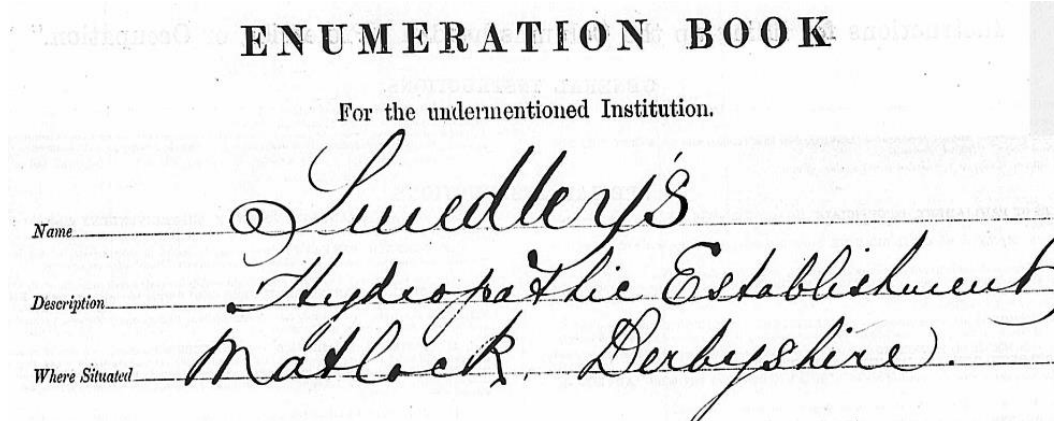 ENUMERATION BOOK
For the undermentioned Institution.
Name Smedley's
Description Hydropathic Establishment
Where Situated Matlock, Derbyshire